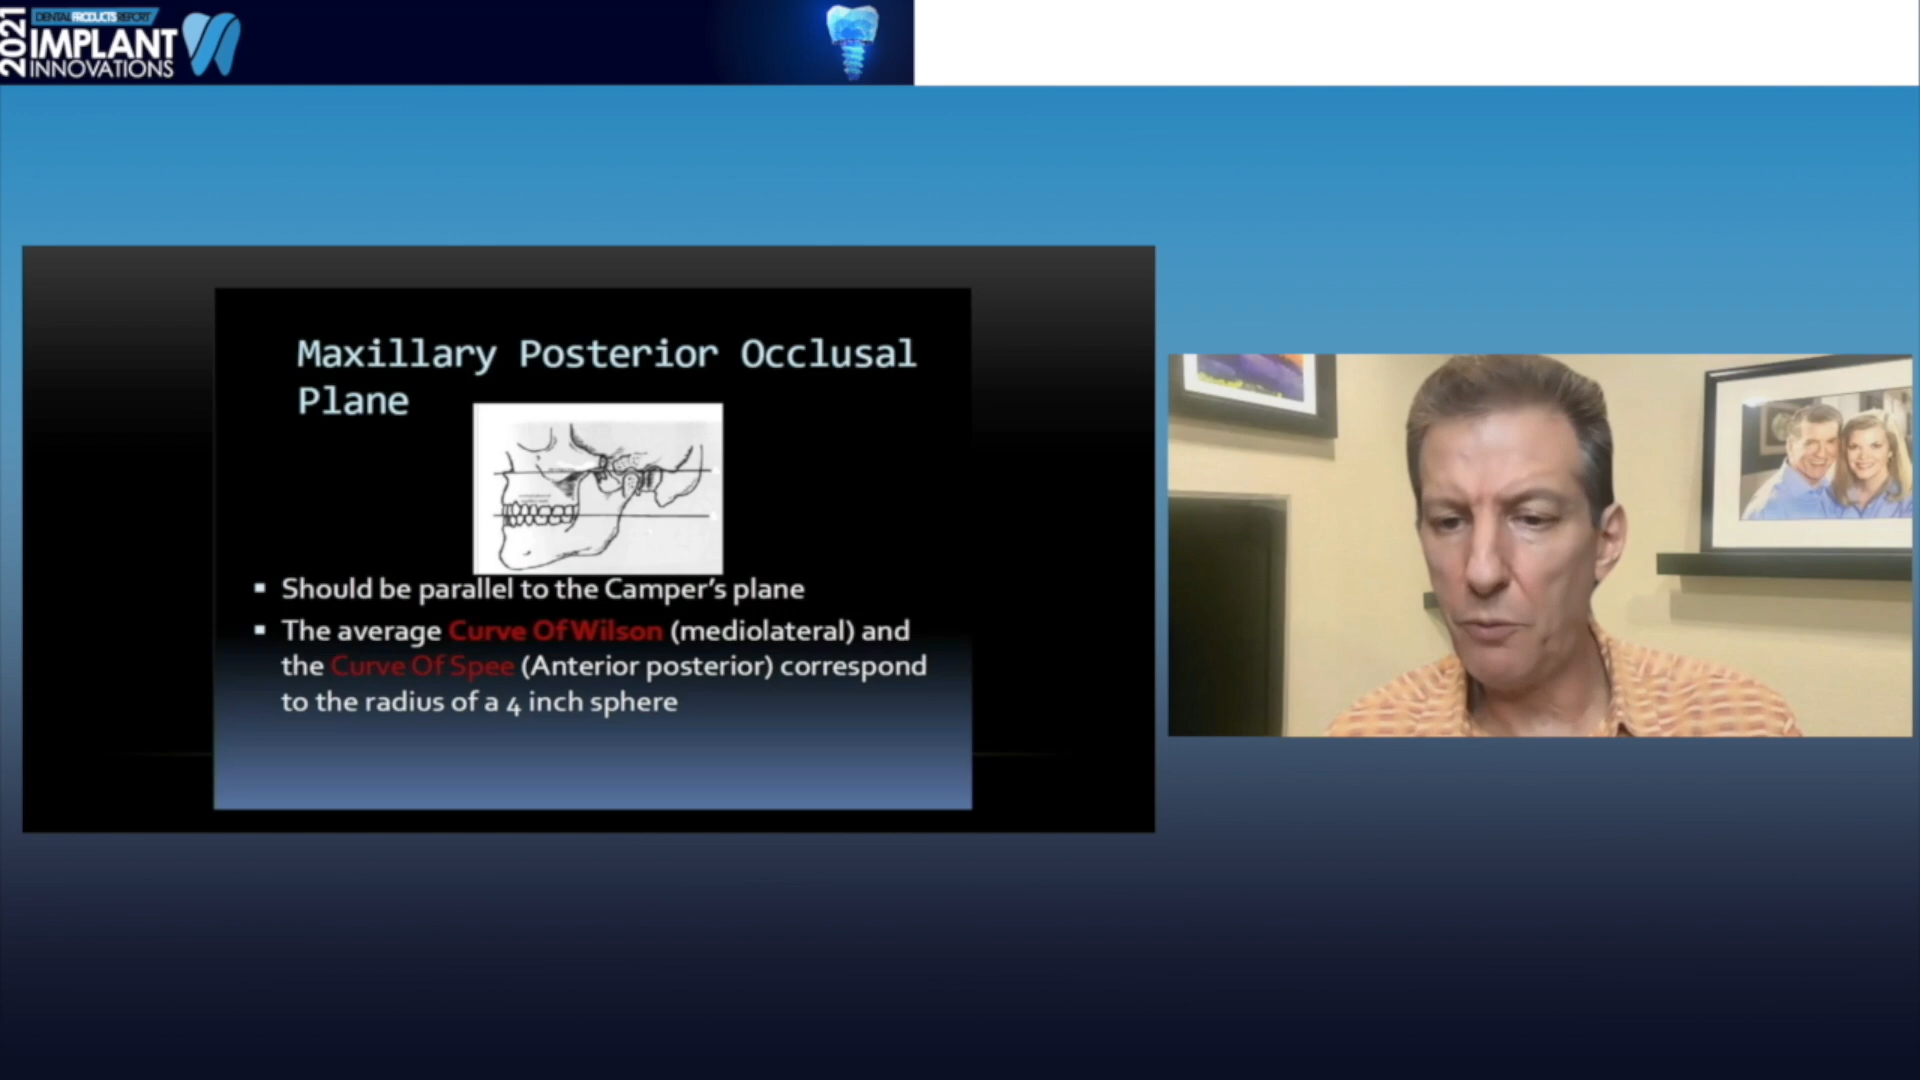 2021
DENTAL PRODUCTS REPORT
IMPLANT
INNOVATIONS
Maxillary Posterior Occlusal
Plane
▪ Should be parallel to the Camper's plane
▪ The average Curve Of Wilson (mediolateral) and
the Curve Of Spee (Anterior posterior) correspond
to the radius of a 4 inch sphere